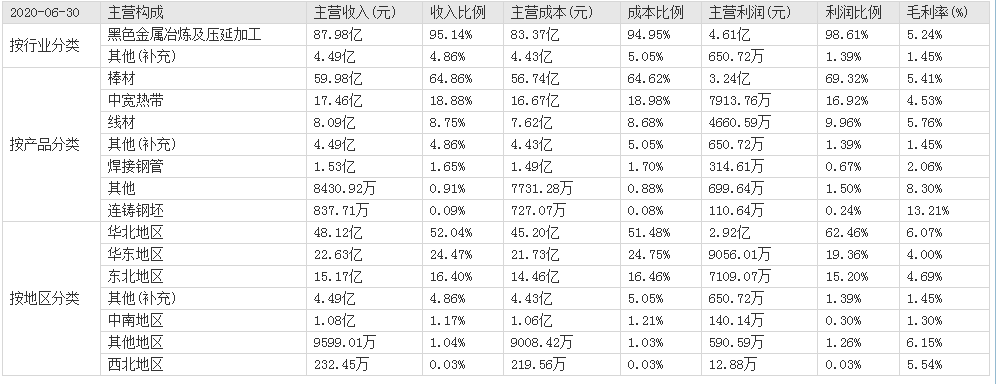 2020-06-30 主营构成 主营收入(元) 收入比例 主营成本(元) 成本比例 主营利润(元) 利润比例 毛利率(%)
按行业分类 黑色金属冶炼及压延加工 87.98亿 95.14% 83.37亿 94.95% 4.61亿 98.61% 5.24%
其他(补充) 4.49亿 4.86% 4.43亿 5.05% 650.72万 1.39% 1.45%
按产品分类 棒材 59.98亿 64.86% 56.74亿 64.62% 3.24亿 69.32% 5.41%
中宽热带 17.46亿 18.88% 16.67亿 18.98% 7913.76万 16.92% 4.53%
线材 8.09亿 8.75% 7.62亿 8.68% 4660.59万 9.96% 5.76%
其他(补充) 4.49亿 4.86% 4.43亿 5.05% 650.72万 1.39% 1.45%
焊接钢管 1.53亿 1.65% 1.49亿 1.70% 314.61万 0.67% 2.06%
其他 8430.92万 0.91% 7731.28万 0.88% 699.64万 1.50% 8.30%
连铸钢坯 837.71万 0.09% 727.07万 0.08% 110.64万 0.24% 13.21%
按地区分类 华北地区 48.12亿 52.04% 45.20亿 51.48% 2.92亿 62.46% 6.07%
华东地区 22.63亿 24.47% 21.73亿 24.75% 9056.01万 19.36% 4.00%
东北地区 15.17亿 16.40% 14.46亿 16.46% 7109.07万 15.20% 4.69%
其他(补充) 4.49亿 4.86% 4.43亿 5.05% 650.72万 1.39% 1.45%
中南地区 1.08亿 1.17% 1.06亿 1.21% 140.14万 0.30% 1.30%
其他地区 9599.01万 1.04% 9008.42万 1.03% 590.59万 1.26% 6.15%
西北地区 232.45万 0.03% 219.56万 0.03% 12.88万 0.03% 5.54%